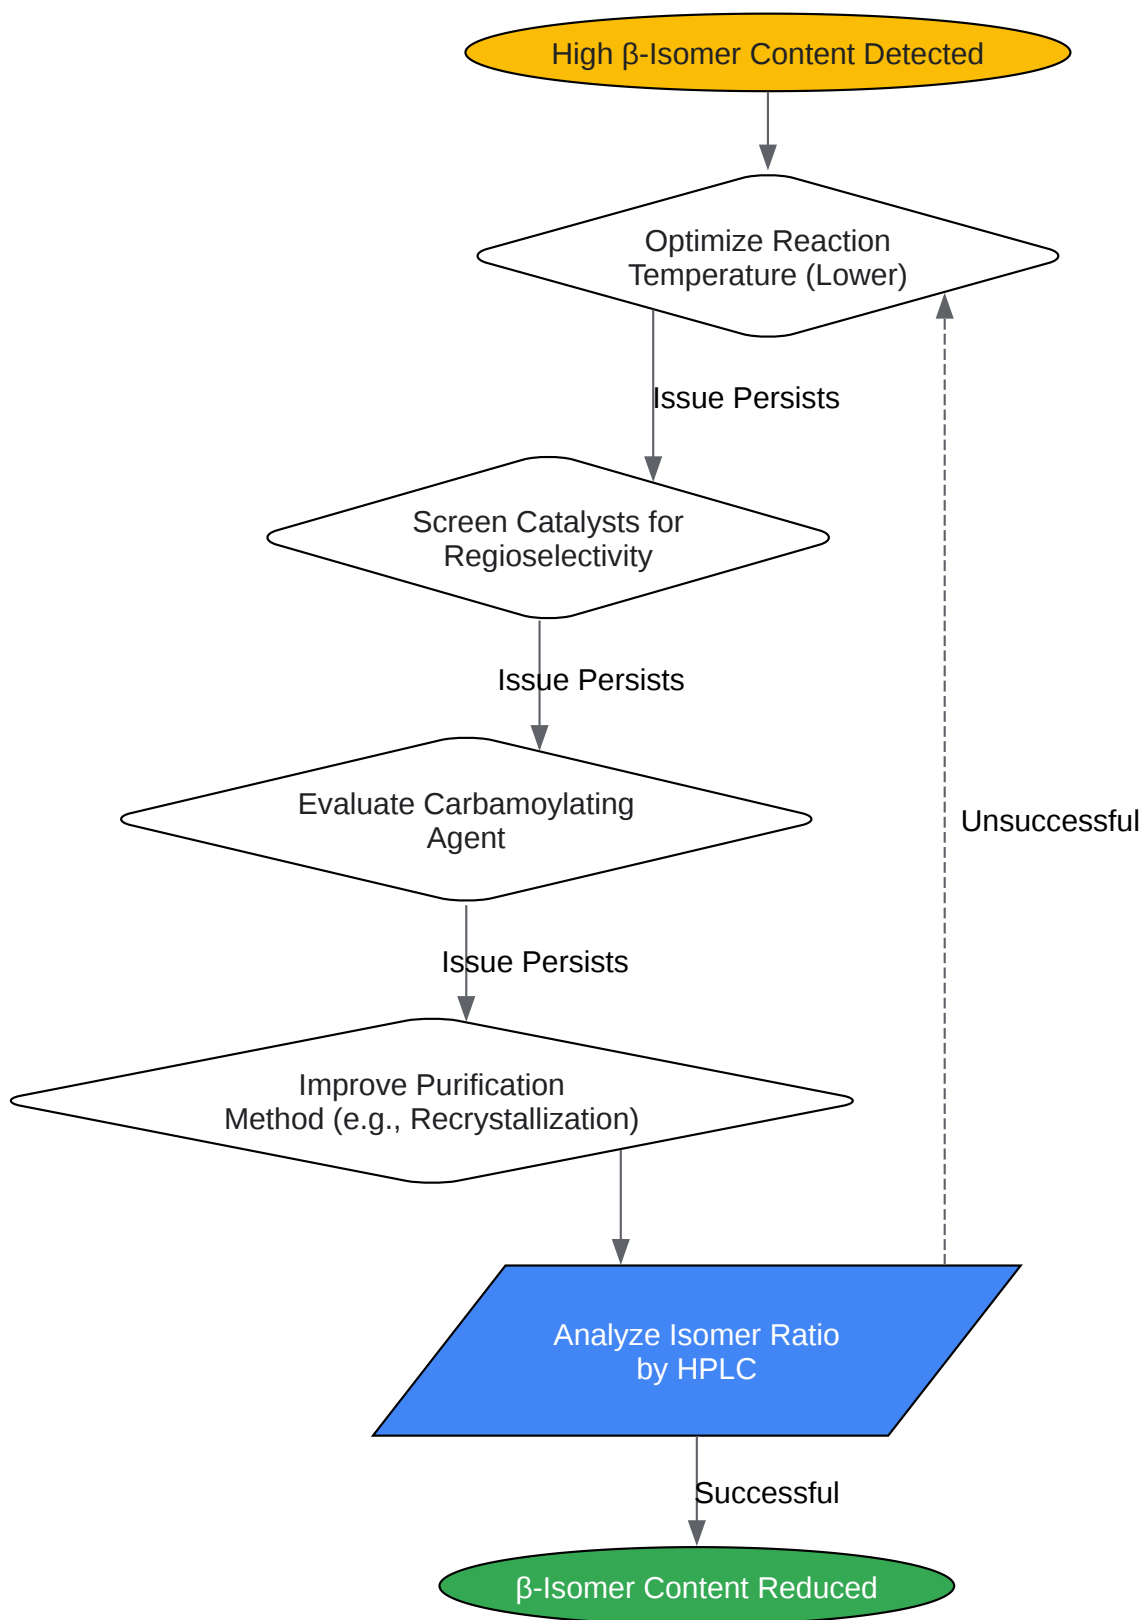 High β-Isomer Content Detected
Optimize Reaction
Temperature (Lower)
Issue Persists
Screen Catalysts for
Regioselectivity
Issue Persists
Evaluate Carbamoylating
Agent
Unsuccessful
Issue Persists
Improve Purification
Method (e.g., Recrystallization)
Analyze Isomer Ratio
by HPLC
Successful
β-Isomer Content Reduced